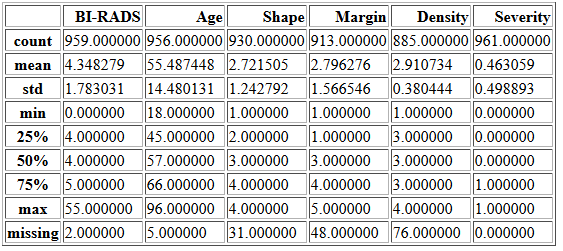 BI-RADS Age Shape Margin Density Severity
count 959.000000 956.000000 930.000000 913.000000 885.000000 961.000000
mean 4.348279 55.487448 2.721505 2.796276 2.910734 0.463059
std 1.783031 14.480131 1.242792 1.566546 0.380444 0.498893
min 0.000000 18.000000 1.000000 1.000000 1.000000 0.000000
25% 4.000000 45.000000 2.000000 1.000000 3.000000 0.000000
50% 4.000000 57.000000 3.000000 3.000000 3.000000 0.000000
75% 5.000000 66.000000 4.000000 4.000000 3.000000 1.000000
max 55.000000 96.000000 4.000000 5.000000 4.000000 1.000000
missing 2.000000 5.000000 31.000000 48.000000 76.000000 0.000000